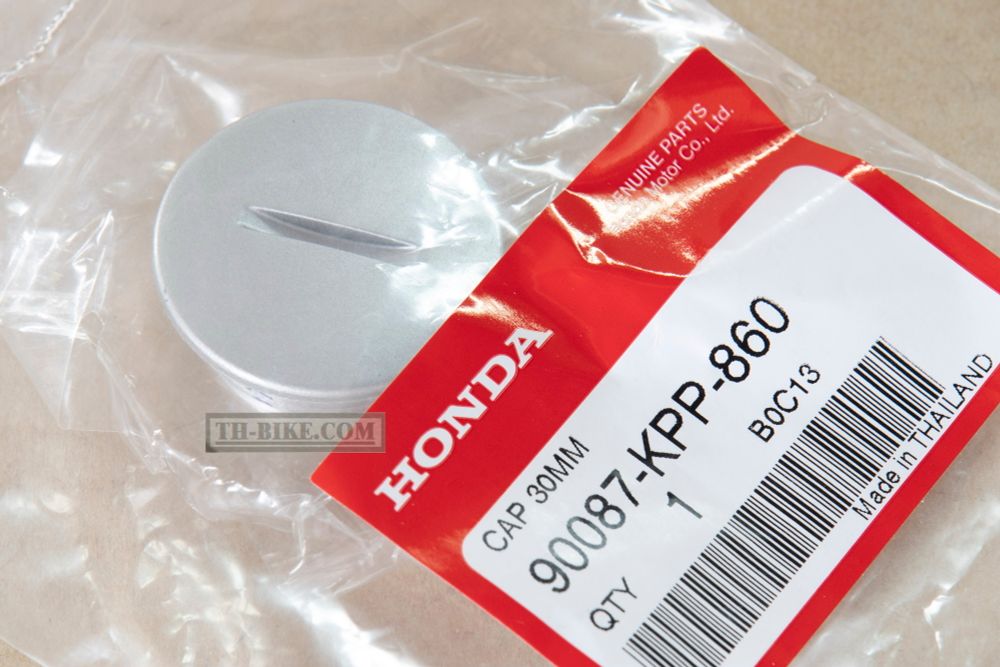 GENUINE PARTS
Motor Co., Ltd.
HONDA
CAP 30MM
90087-KPP-860
QTY 1 B0C13
Made in THAILAND
TH-BIKE.COM